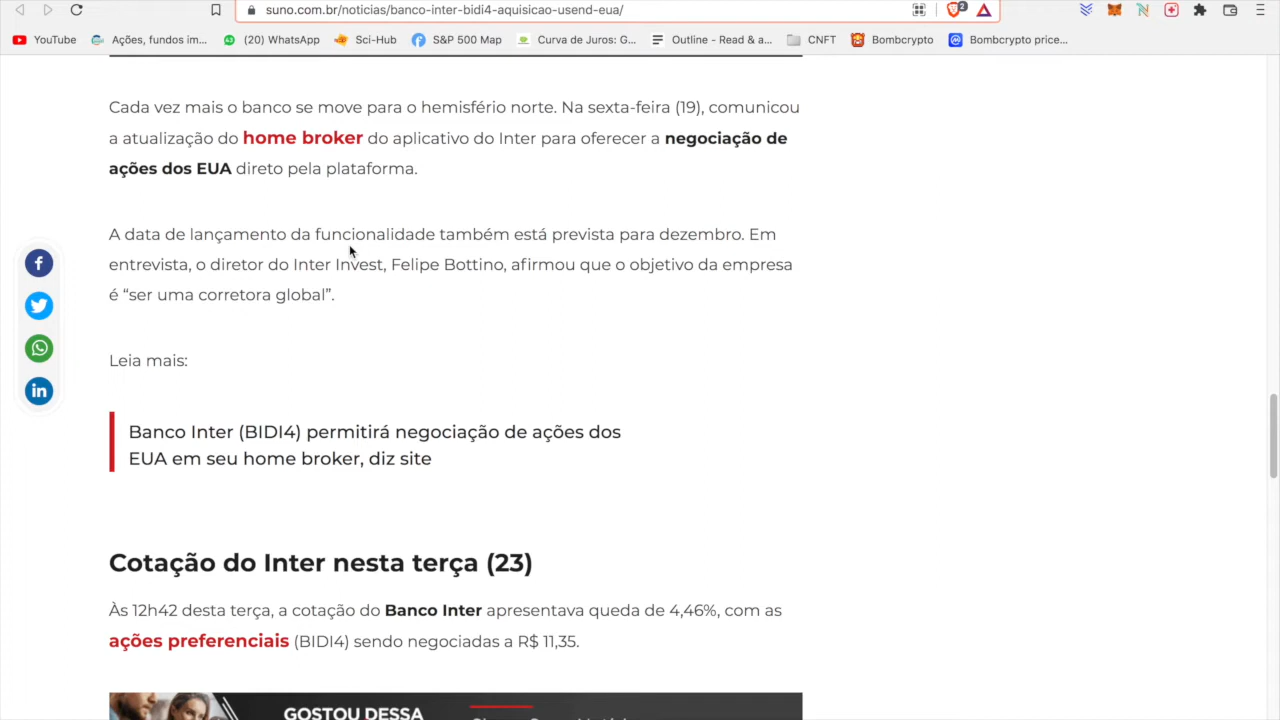 suno.com.br/noticias/banco-inter-bidi4-aquisicao-usend-eua/
2
YouTube
Ações, fundos im...
(20) WhatsApp
Sci-Hub
S&P 500 Map
Curva de Juros: G...
Outline - Read & a...
CNFT
Bombcrypto
Bombcrypto price...
Cada vez mais o banco se move para o hemisfério norte. Na sexta-feira (19), comunicou
a atualização do home broker do aplicativo do Inter para oferecer a negociação de
ações dos EUA direto pela plataforma.
A data de lançamento da funcionalidade também está prevista para dezembro. Em
entrevista, o diretor do Inter Invest, Felipe Bottino, afirmou que o objetivo da empresa
é “ser uma corretora global”.
Leia mais:
Banco Inter (BIDI4) permitirá negociação de ações dos
EUA em seu home broker, diz site
Cotação do Inter nesta terça (23)
Às 12h42 desta terça, a cotação do Banco Inter apresentava queda de 4,46%, com as
ações preferenciais (BIDI4) sendo negociadas a R$ 11,35.
GOSTOU DESSA